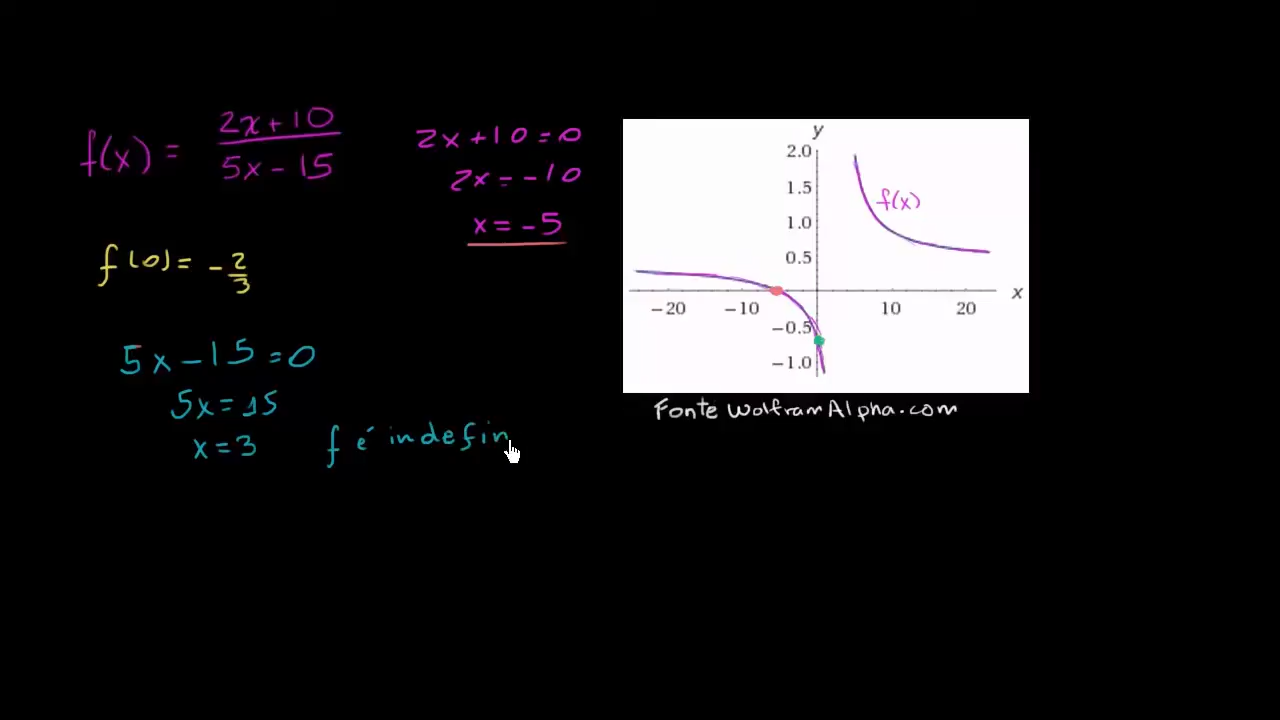 f(x) = 2x+10 / 5x-15
2x+10=0
2x=-10
x=-5
f(0)= -2/3
5x-15=0
5x=15
x=3
f é indefin
y
2.0
1.5
1.0
0.5
-0.5
-1.0
-20 -10 10 20
x
f(x)
Fonte WolframAlpha.com